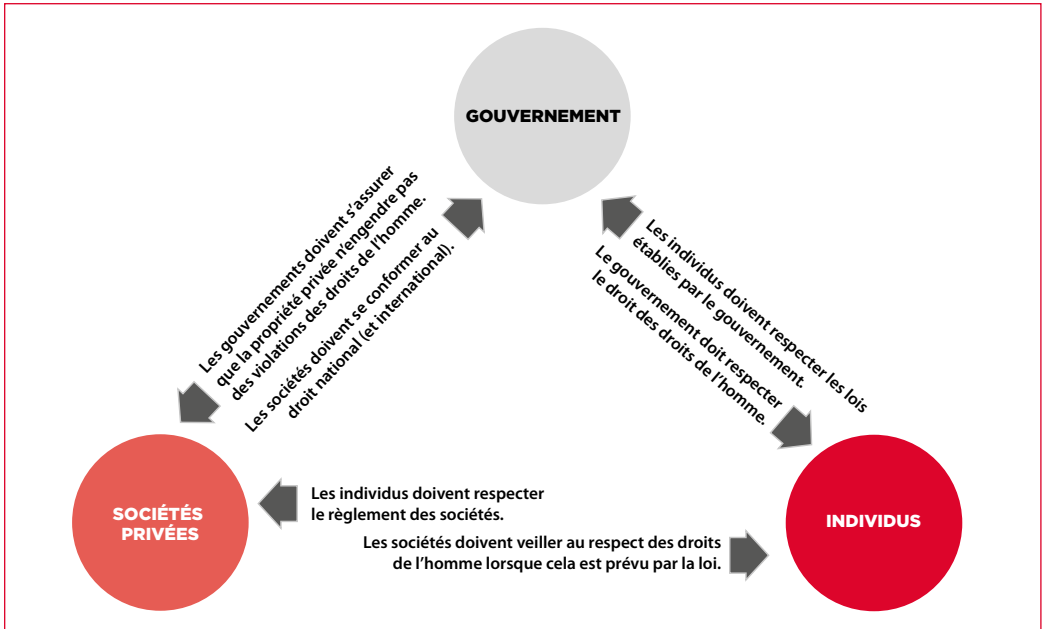 GOUVERNEMENT
Les gouvernements doivent s'assurer
que la propriété privée n'engendre pas
des violations des droits de l'homme.
Les sociétés doivent se conformer au
droit national (et international).
Les individus doivent respecter les lois
établies par le gouvernement.
Le gouvernement doit respecter
le droit des droits de l'homme.
SOCIÉTÉS
PRIVÉES
Les individus doivent respecter
le règlement des sociétés.
Les sociétés doivent veiller au respect des droits
de l'homme lorsque cela est prévu par la loi.
INDIVIDUS